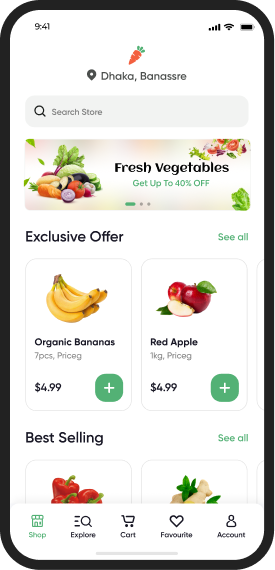 9:41
Dhaka, Banassre
Search Store
Fresh Vegetables
Get Up To 40% OFF
Exclusive Offer
See all
Organic Bananas
7pcs, Priceg
$4.99
Red Apple
1kg, Priceg
$4.99
Best Selling
See all
Shop
Explore
Cart
Favourite
Account